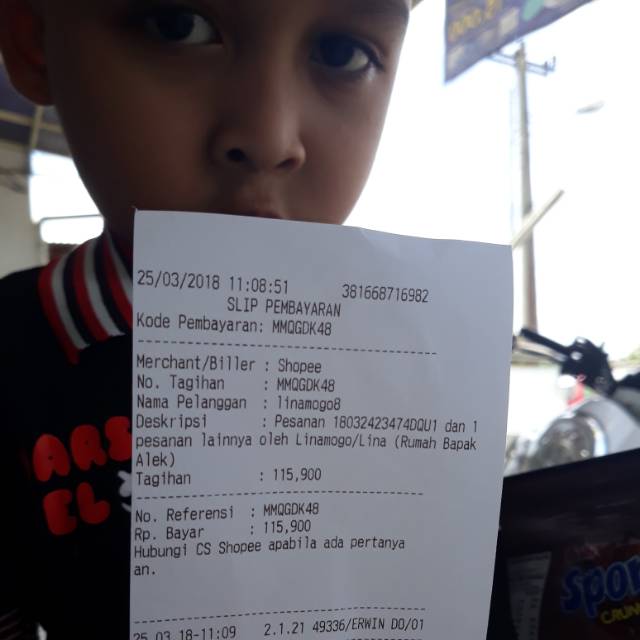 000
25/03/2018 11:08:51 381668716982
SLIP PEMBAYARAN
Kode Pembayaran: MMQGDK48
Merchant/Biller : Shopee
No. Tagihan : MMQGDK48
Nama Pelanggan : linamogo8
Deskripsi : Pesanan 18032423474DQU1 dan 1
pesanan lainnya oleh Linamogo/Lina (Rumah Bapak
Alek)
Tagihan : 115,900
No. Referensi : MMQGDK48
Rp. Bayar : 115,900
Hubungi CS Shopee apabila ada pertanya
an.
25.03.18-11:09 2.1.21 49336/ERWIN DO/01
ARS
EL